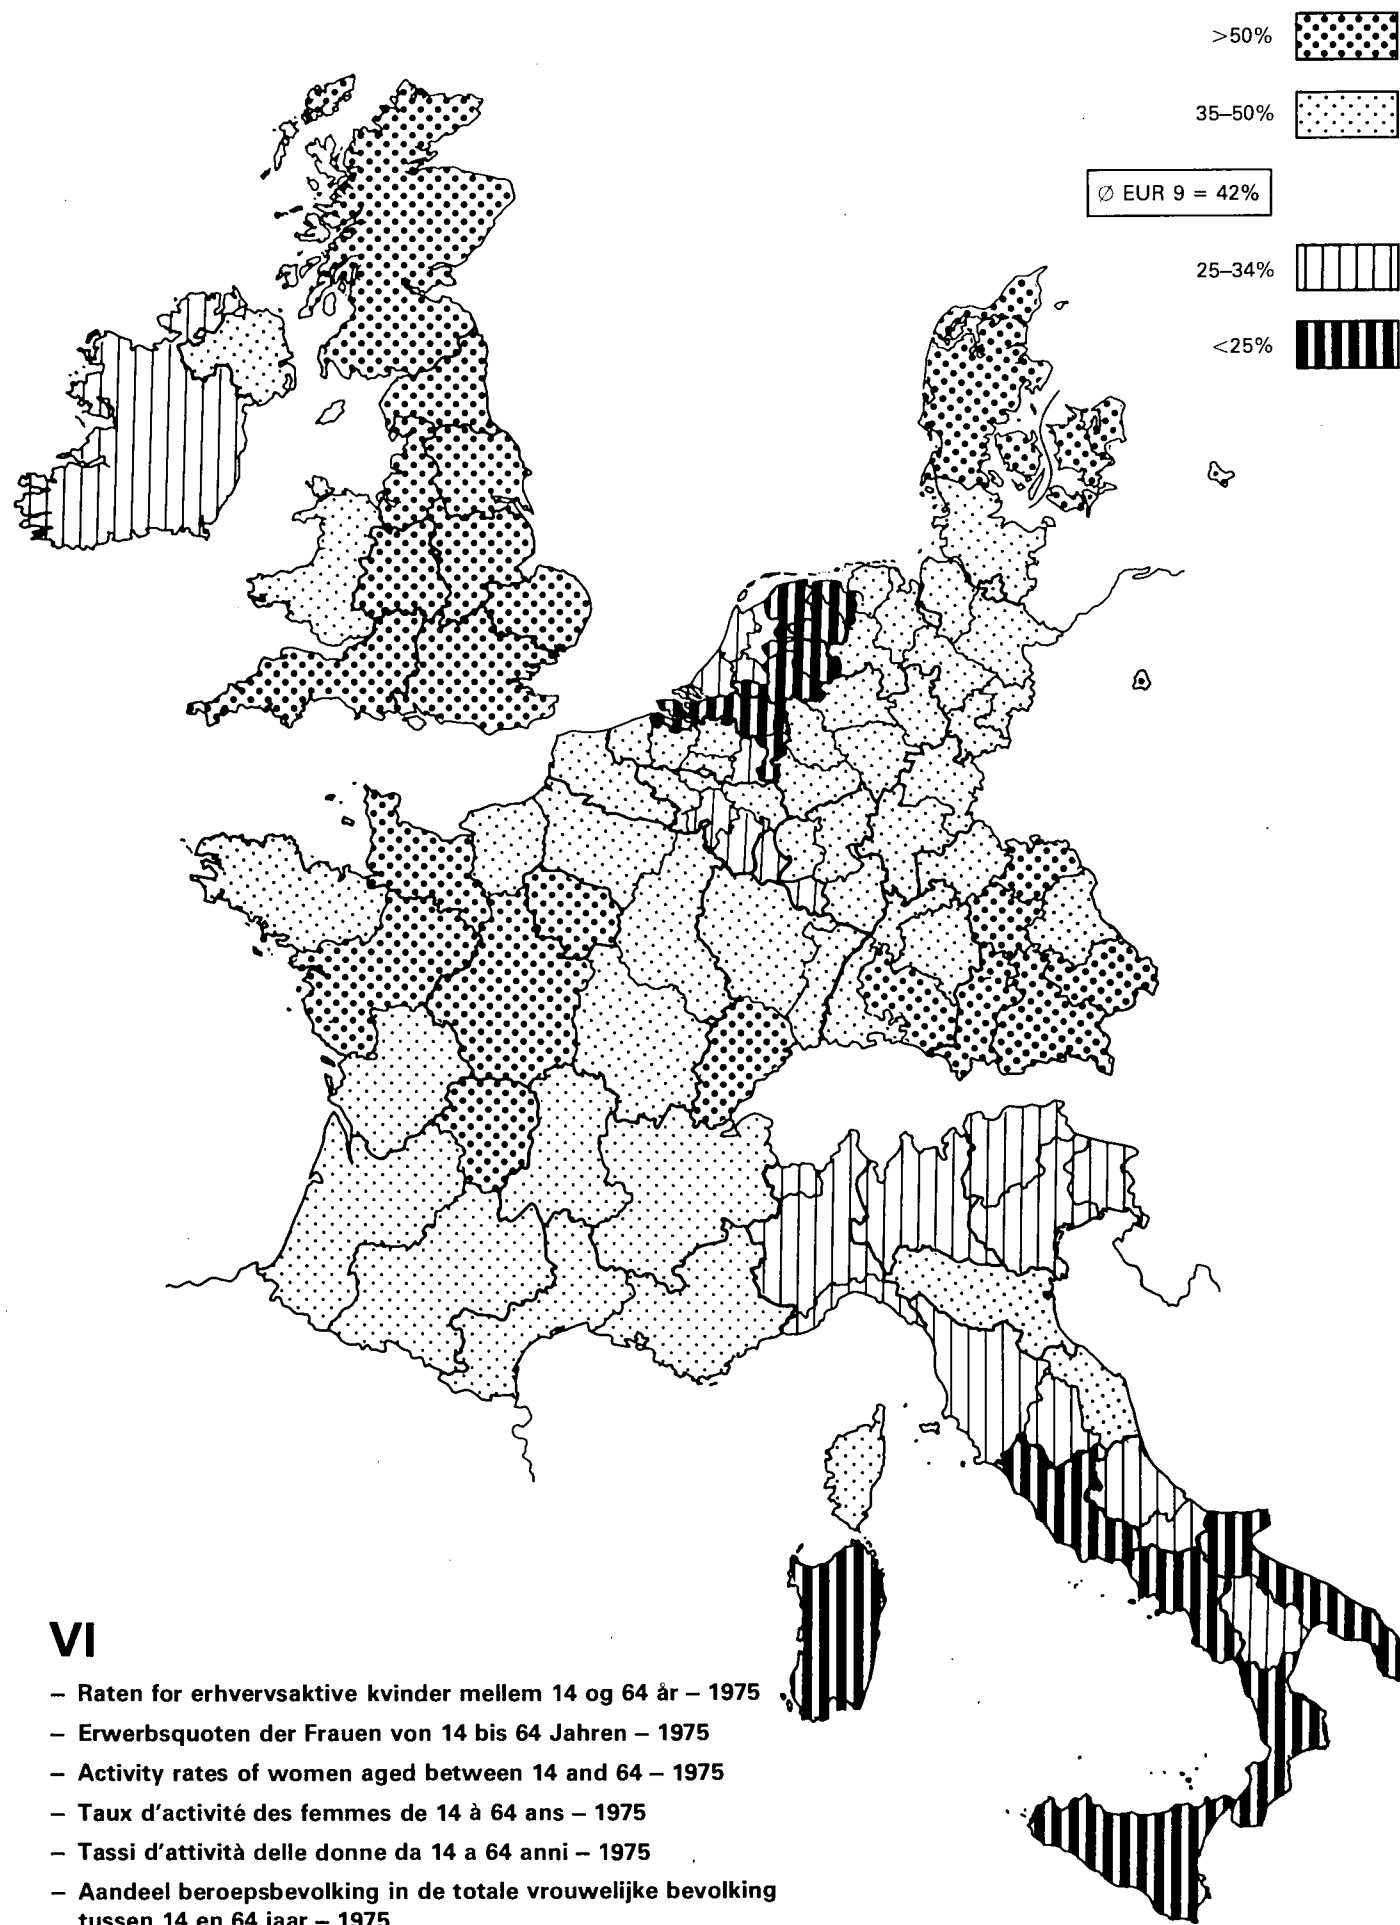 >50%
35–50%
∅ EUR 9 = 42%
25–34%
<25%
VI
– Raten for erhvervsaktive kvinder mellem 14 og 64 år – 1975
– Erwerbsquoten der Frauen von 14 bis 64 Jahren – 1975
– Activity rates of women aged between 14 and 64 – 1975
– Taux d'activité des femmes de 14 à 64 ans – 1975
– Tassi d'attività delle donne da 14 a 64 anni – 1975
– Aandeel beroepsbevolking in de totale vrouwelijke bevolking
tussen 14 en 64 jaar – 1975